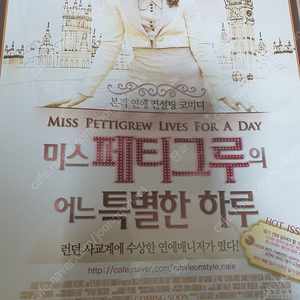 본격 연애 컨설팅 코미디
MISS PETTIGREW LIVES FOR A DAY
미스 페티그루의
어느 특별한 하루
런던 사교계에 수상한 연애매니저가 떴다!
HOT ISS
http://cafe.naver.com/movieonstyle.cafe
COMING SOON